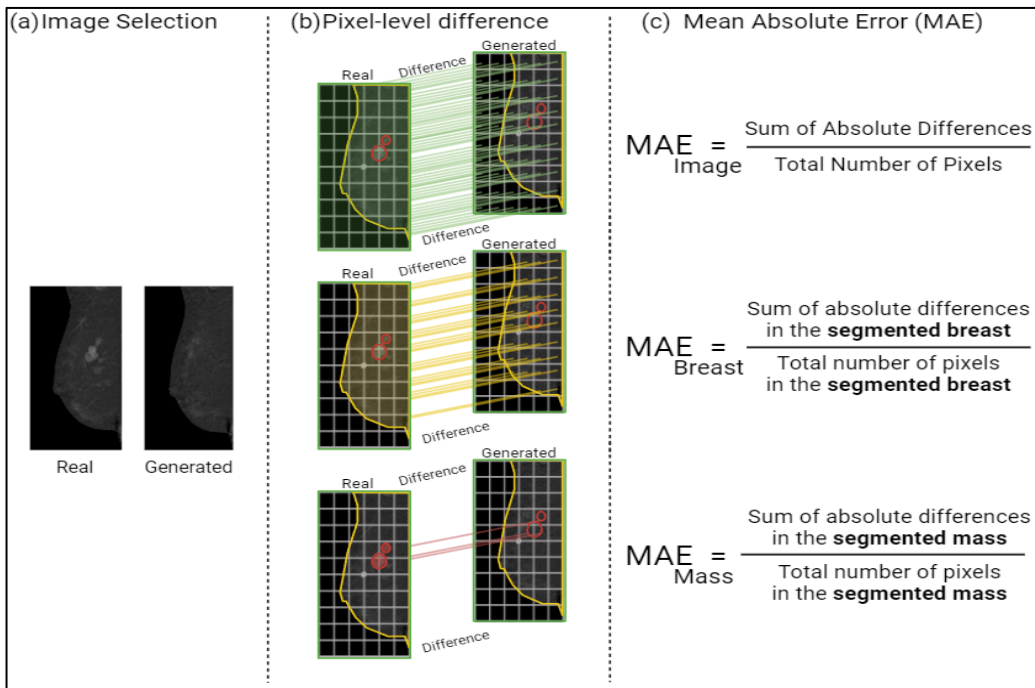 (a) Image Selection
Real
Generated
(b) Pixel-level difference
Generated
Difference
Real
Difference
Generated
Real
Difference
Difference
Generated
Real
Difference
Difference
(c) Mean Absolute Error (MAE)
MAE Image = Sum of Absolute Differences
Total Number of Pixels
MAE Breast = Sum of absolute differences
in the segmented breast
Total number of pixels
in the segmented breast
MAE Mass = Sum of absolute differences
in the segmented mass
Total number of pixels
in the segmented mass